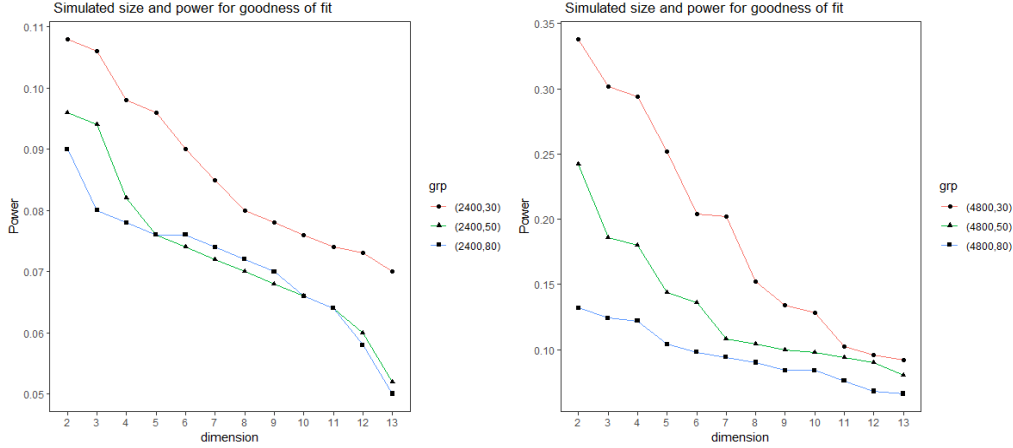 Simulated size and power for goodness of fit
0.11
0.10
0.09
0.08
0.07
0.06
0.05
Power
2 3 4 5 6 7 8 9 10 11 12 13
dimension
grp
(2400,30)
(2400,50)
(2400,80)
Simulated size and power for goodness of fit
0.35
0.30
0.25
0.20
0.15
0.10
Power
2 3 4 5 6 7 8 9 10 11 12 13
dimension
grp
(4800,30)
(4800,50)
(4800,80)